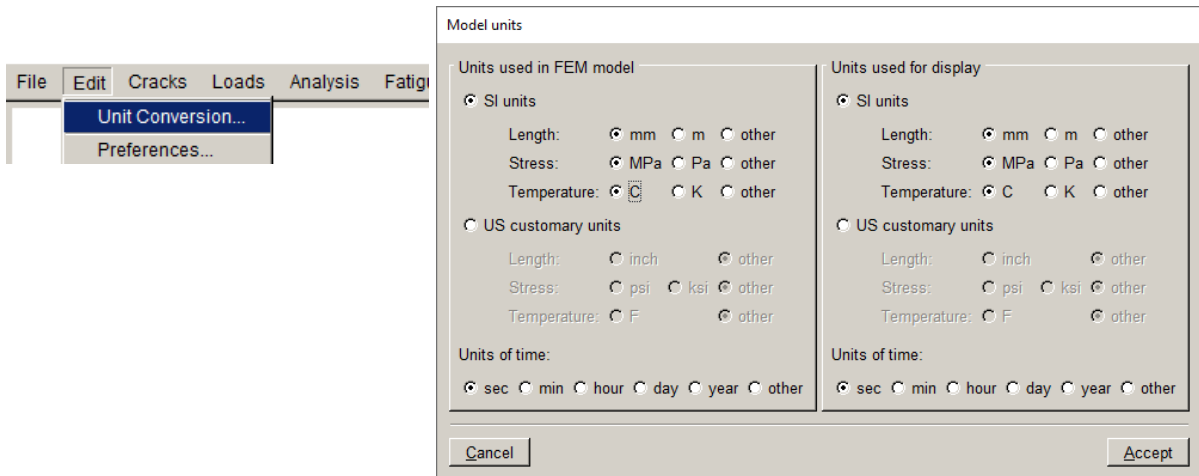 File Edit Cracks Loads Analysis Fatigu
Unit Conversion...
Preferences...
Model units
Units used in FEM model
SI units
Length: mm m other
Stress: MPa Pa other
Temperature: C K other
US customary units
Length: inch other
Stress: psi ksi other
Temperature: F other
Units of time:
sec min hour day year other
Units used for display
SI units
Length: mm m other
Stress: MPa Pa other
Temperature: C K other
US customary units
Length: inch other
Stress: psi ksi other
Temperature: F other
Units of time:
sec min hour day year other
Cancel
Accept